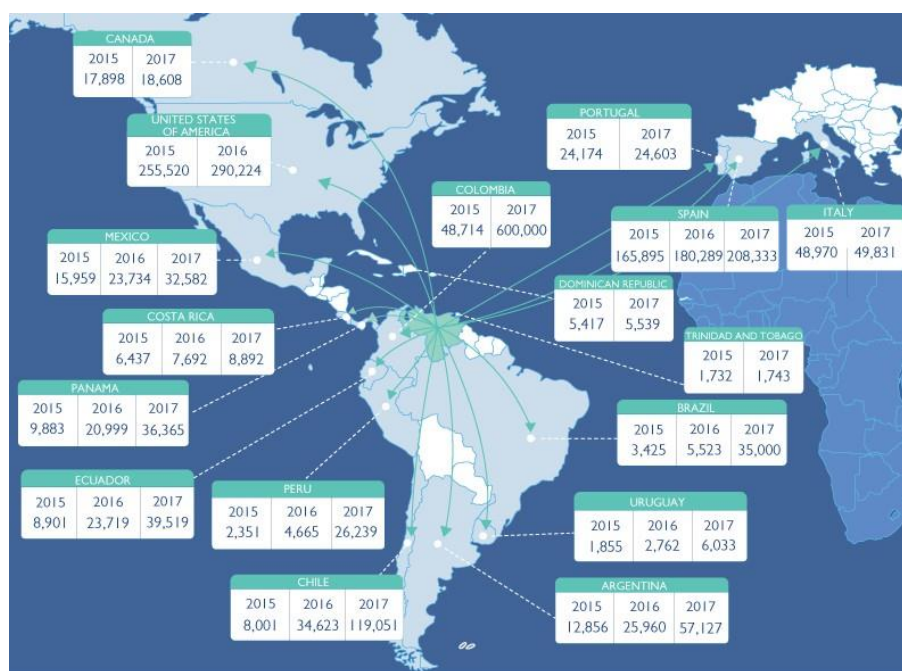 CANADA
2015 2017
17,898 18,608
UNITED STATES
OF AMERICA
2015 2016
255,520 290,224
PORTUGAL
2015 2017
24,174 24,603
COLOMBIA
2015 2017
48,714 600,000
SPAIN
2015 2016 2017
165,895 180,289 208,333
ITALY
2015 2017
48,970 49,831
MEXICO
2015 2016 2017
15,959 23,734 32,582
DOMINICAN REPUBLIC
2015 2017
5,417 5,539
COSTA RICA
2015 2016 2017
6,437 7,692 8,892
TRINIDAD AND TOBAGO
2015 2017
1,732 1,743
PANAMA
2015 2016 2017
9,883 20,999 36,365
BRAZIL
2015 2016 2017
3,425 5,523 35,000
ECUADOR
2015 2016 2017
8,901 23,719 39,519
PERU
2015 2016 2017
2,351 4,665 26,239
URUGUAY
2015 2016 2017
1,855 2,762 6,033
CHILE
2015 2016 2017
8,001 34,623 119,051
ARGENTINA
2015 2016 2017
12,856 25,960 57,127